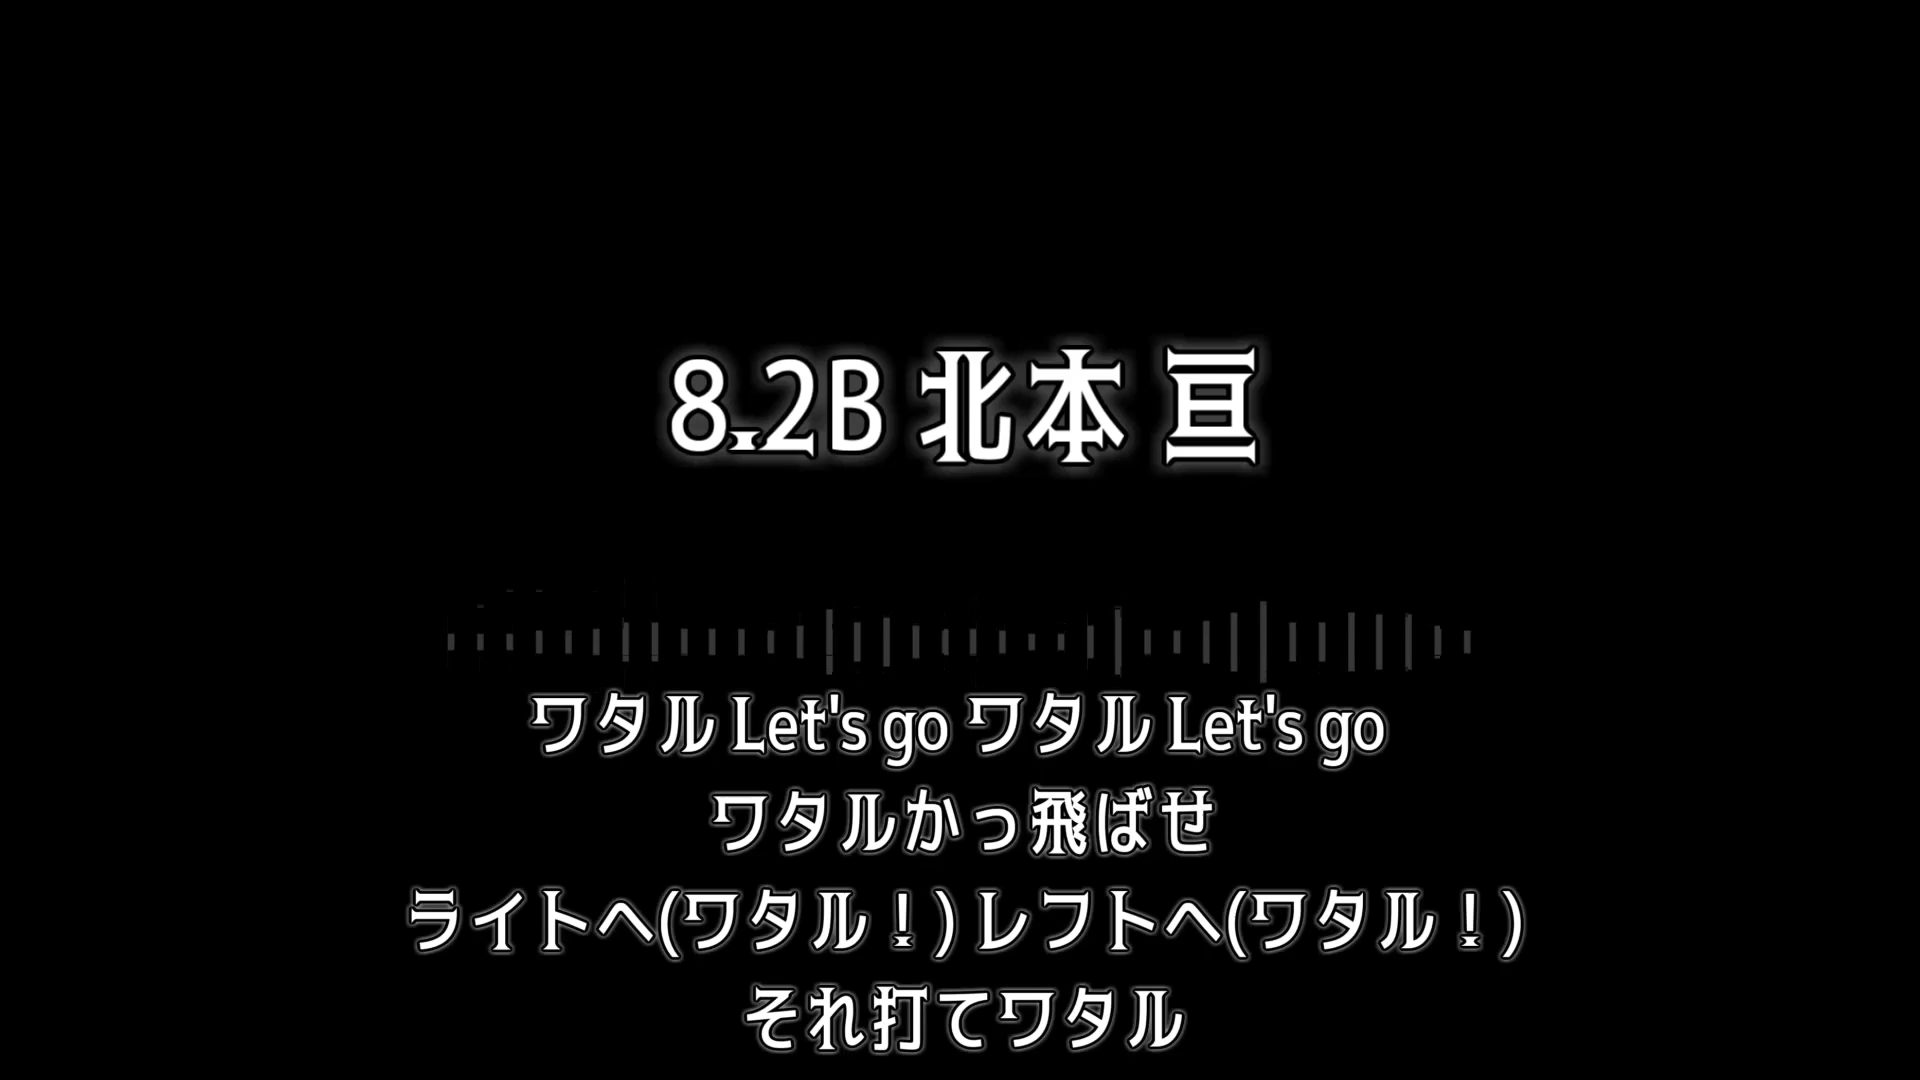 8.2B 北本 亘
ワタル Let's go ワタル Let's go
ワタルかっ飛ばせ
ライトへ(ワタル！) レフトへ(ワタル！)
それ打てワタル